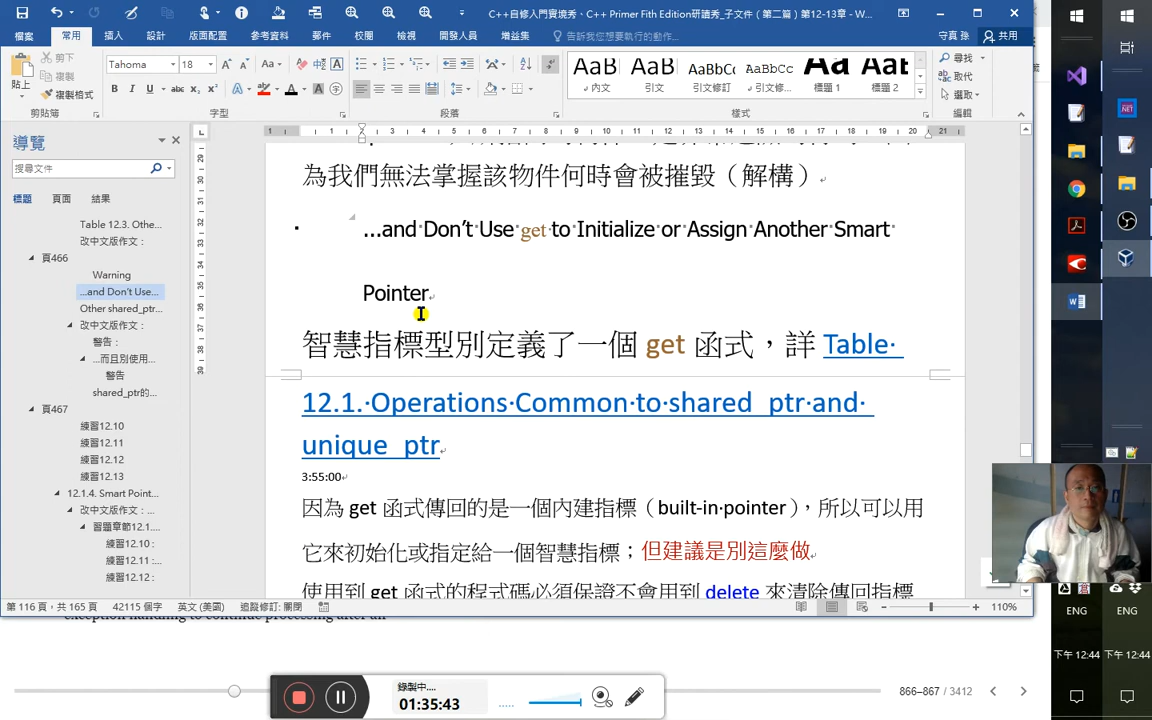 C++自修入門實境秀、C++ Primer Fith Edition研讀秀_子文件（第二篇）第12-13章 - W...
檔案 常用 插入 設計 版面配置 參考資料 郵件 校閱 檢視 開發人員 增益集 告訴我您想要執行的動作... 守真 孫 共用
貼上 剪下 複製 複製格式 剪貼簿
Tahoma 18 字型
段落
AaB AaB AaBbC AaBbCc Aa Aat
內文 引文 引文修訂 引文修... 標題 1 標題 2
樣式
尋找 取代 選取 編輯
導覽
搜尋文件
標題 頁面 結果
Table 12.3. Othe...
改中文版作文：
頁466
Warning
...and Don't Use...
Other shared_ptr...
改中文版作文：
警告：
...而且別使用...
警告
shared_ptr的...
頁467
練習12.10
練習12.11
練習12.12
練習12.13
12.1.4. Smart Point...
改中文版作文：...
習題章節12.1...
練習12.10：
練習12.11：...
練習12.12：
為我們無法掌握該物件何時會被摧毀（解構）
...and Don't Use get to Initialize or Assign Another Smart
Pointer
智慧指標型別定義了一個 get 函式，詳 Table
12.1. Operations Common to shared_ptr and
unique_ptr
3:55:00
因為 get 函式傳回的是一個內建指標（built-in pointer），所以可以用
它來初始化或指定給一個智慧指標；但建議是別這麼做。
使用到 get 函式的程式碼必須保證不會用到 delete 來清除傳回指標
第 116 頁，共 165 頁 42115 個字 英文 (美國) 追蹤修訂: 關閉 110%
exception handling to continue processing after an
錄製中....
01:35:43
866–867 / 3412
ENG ENG
下午 12:44 下午 12:44